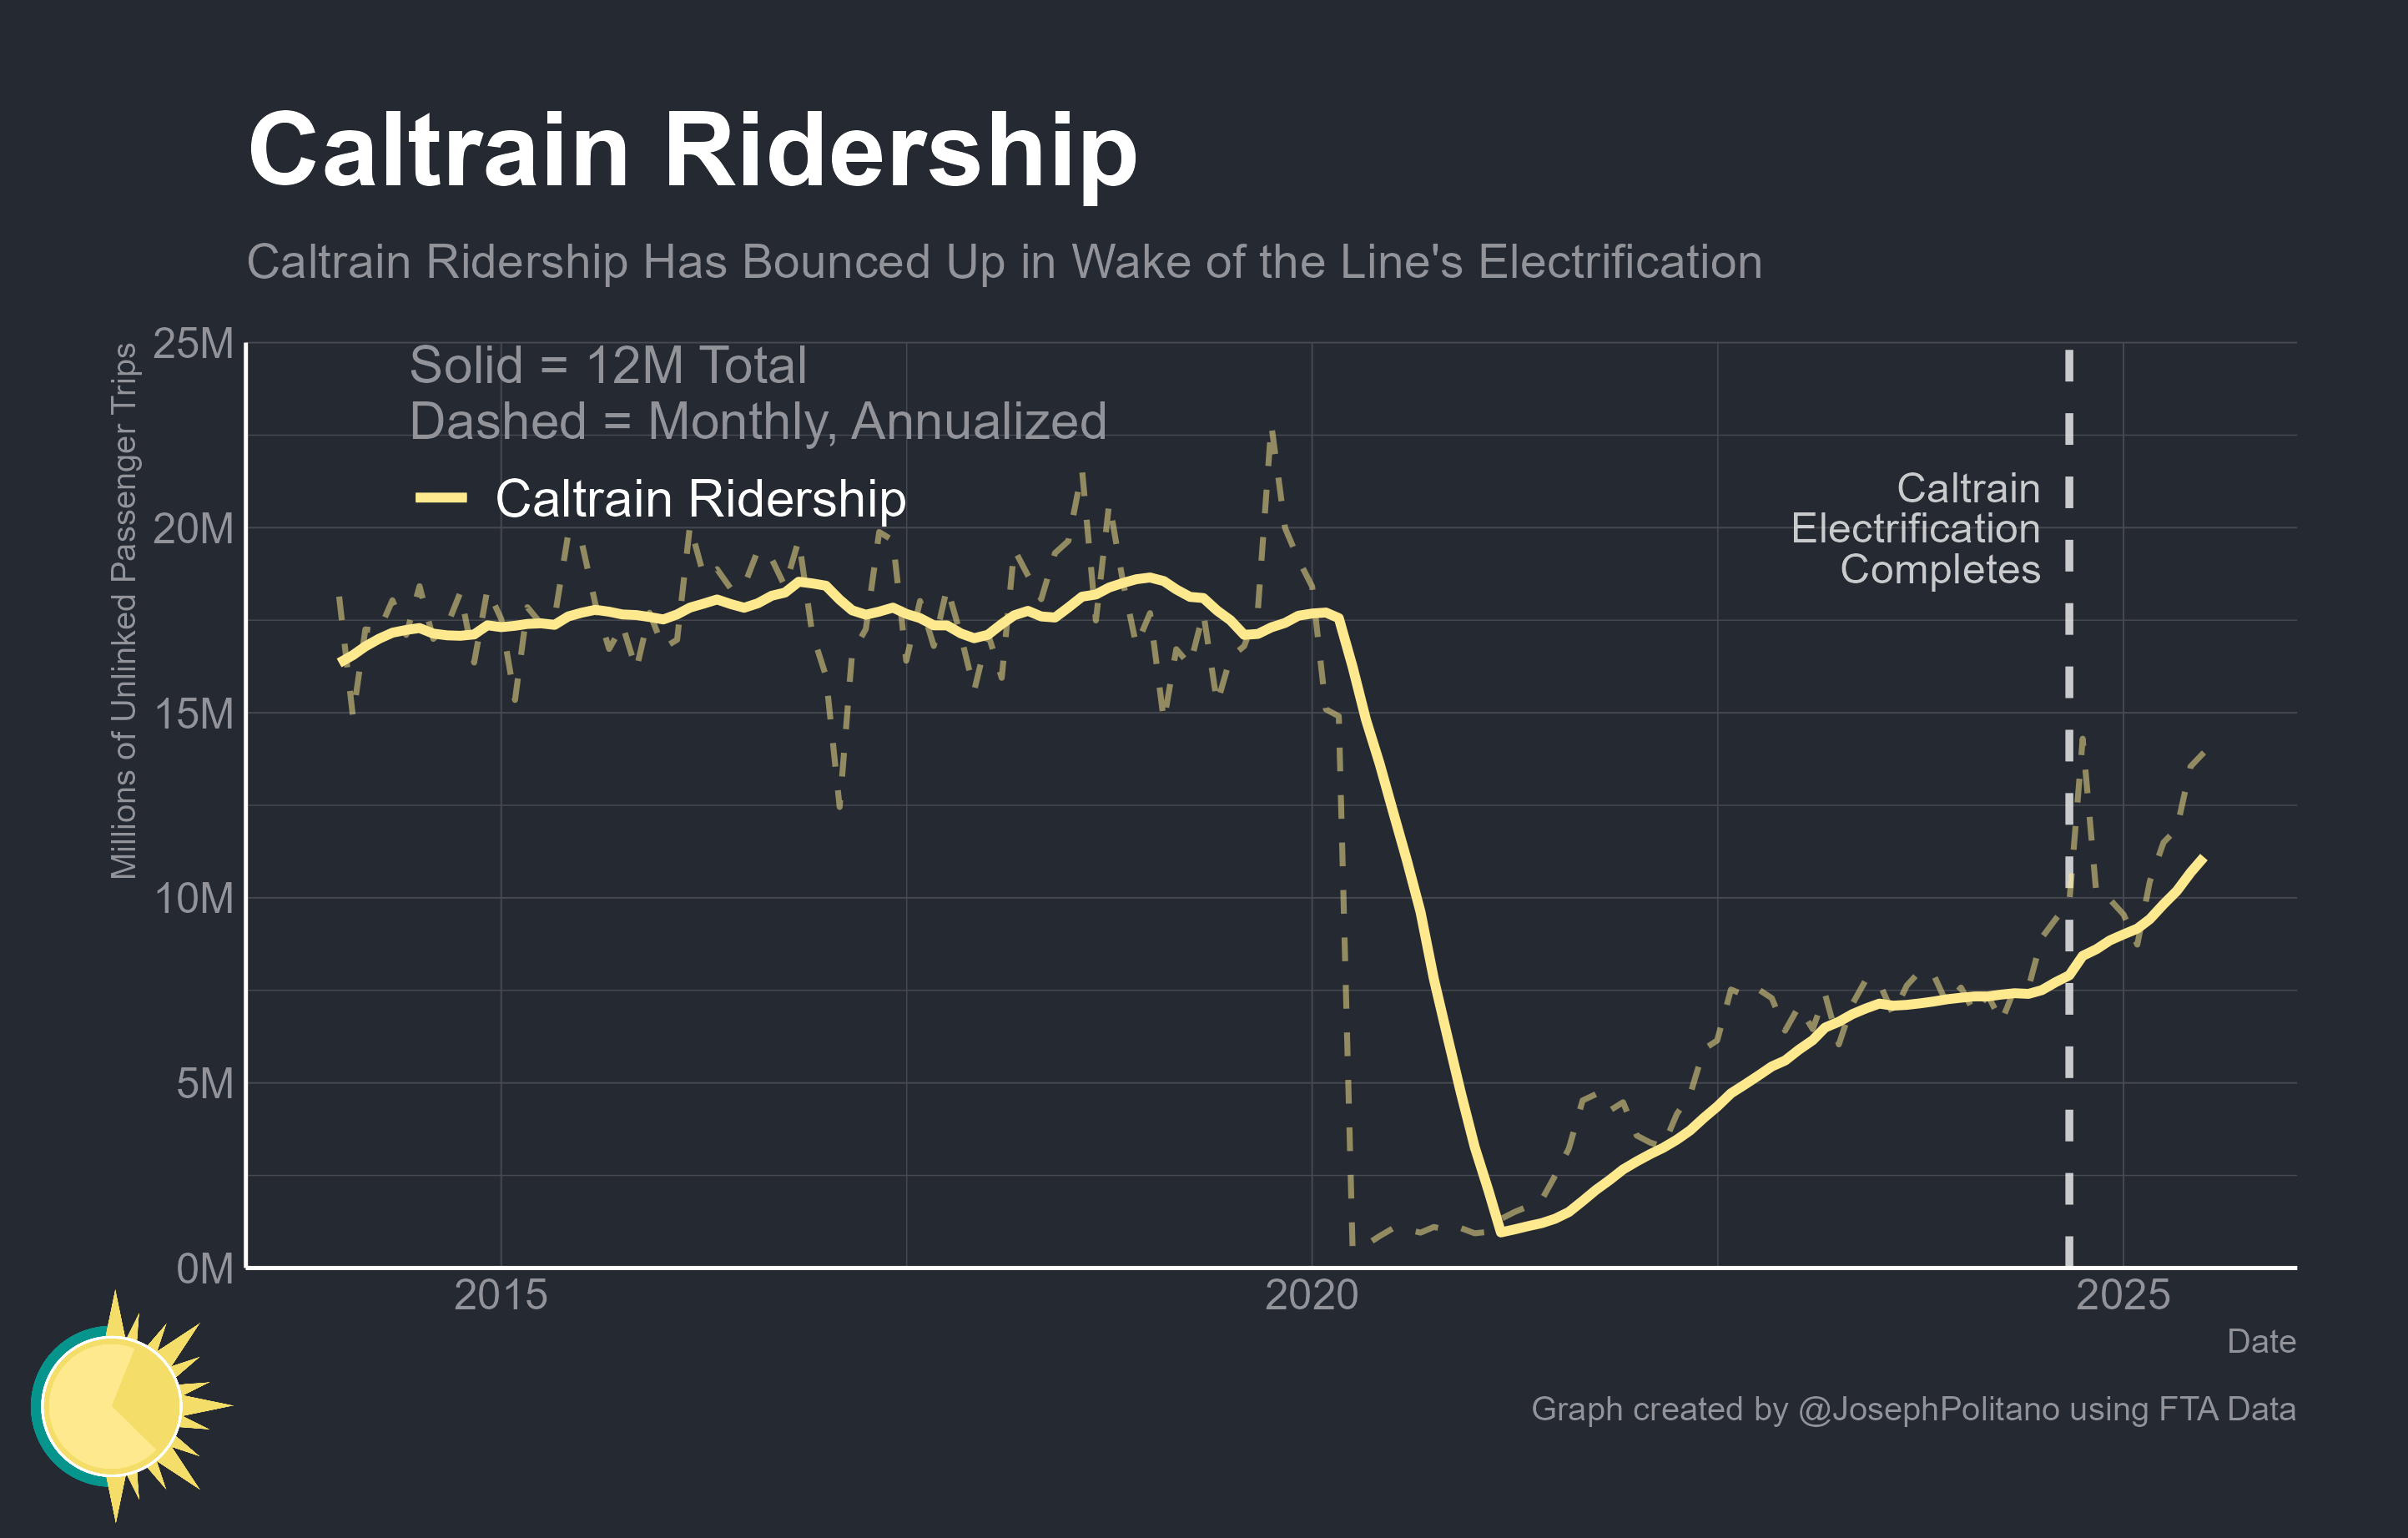 Caltrain Ridership
Caltrain Ridership Has Bounced Up in Wake of the Line's Electrification
Millions of Unlinked Passenger Trips
25M
20M
15M
10M
5M
0M
Solid = 12M Total
Dashed = Monthly, Annualized
Caltrain Ridership
Caltrain
Electrification
Completes
2015
2020
2025
Date
Graph created by @JosephPolitano using FTA Data